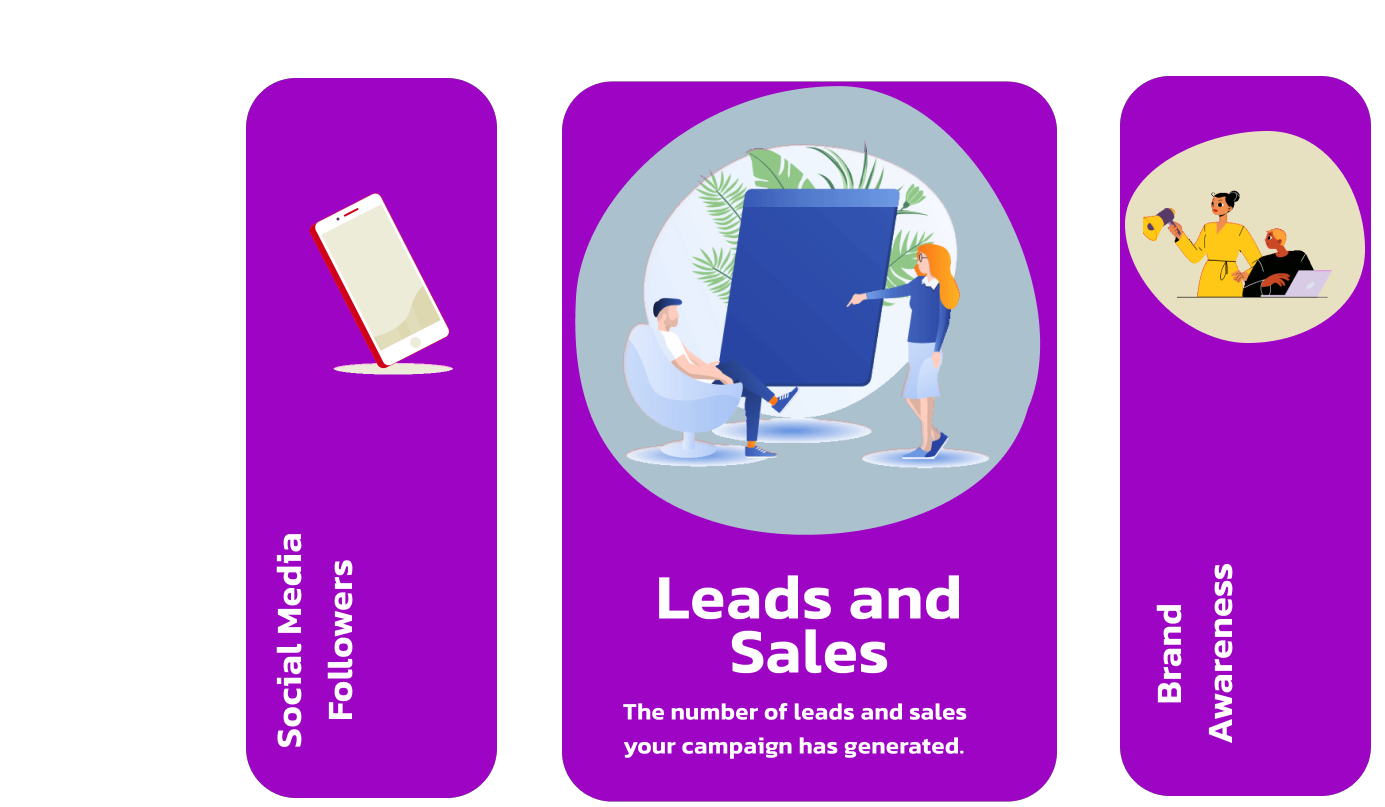 Social Media
Followers
Leads and
Sales
The number of leads and sales
your campaign has generated.
Brand
Awareness